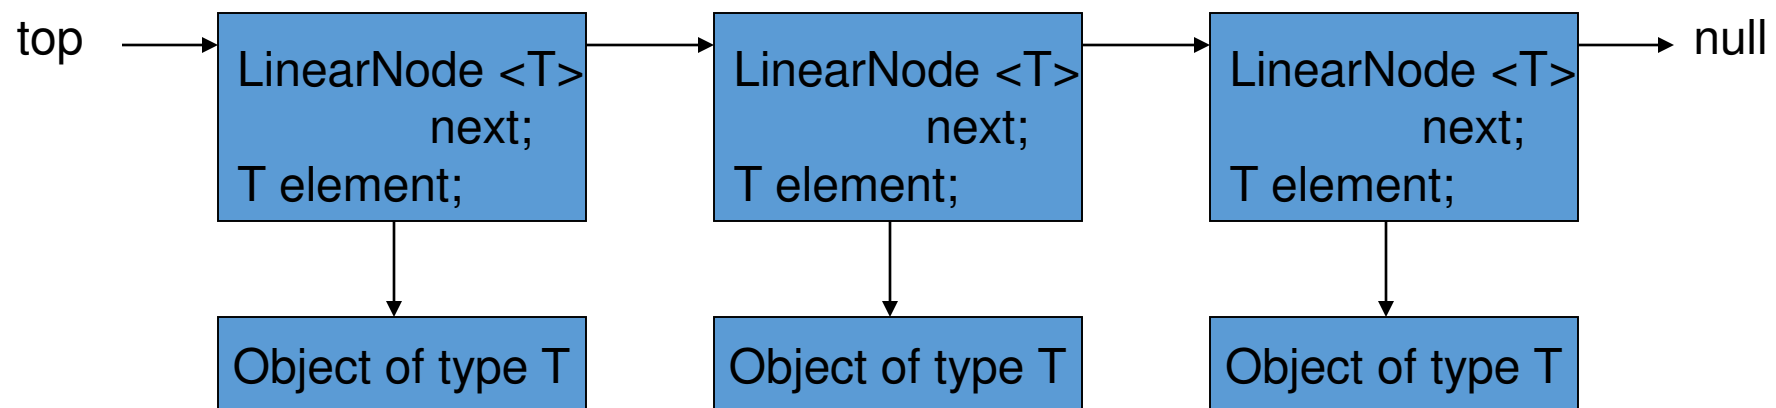 top
LinearNode <T>
next;
T element;
LinearNode <T>
next;
T element;
LinearNode <T>
next;
T element;
null
Object of type T
Object of type T
Object of type T